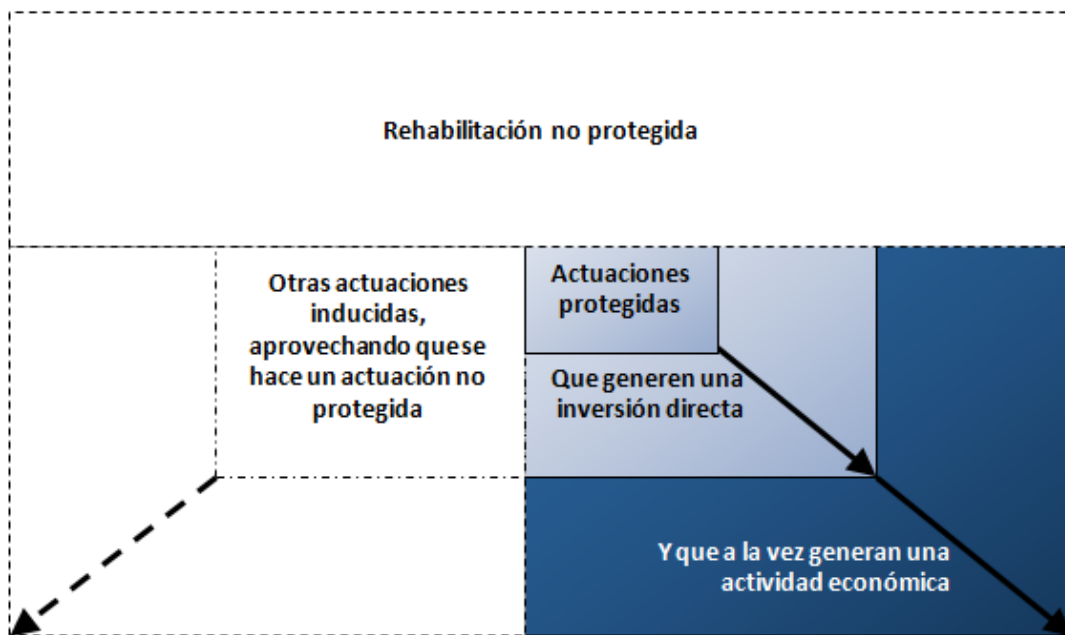 Rehabilitación no protegida
Otras actuaciones
inducidas,
aprovechando que se
hace un actuación no
protegida
Actuaciones
protegidas
Que generen una
inversión directa
Y que a la vez generan una
actividad económica